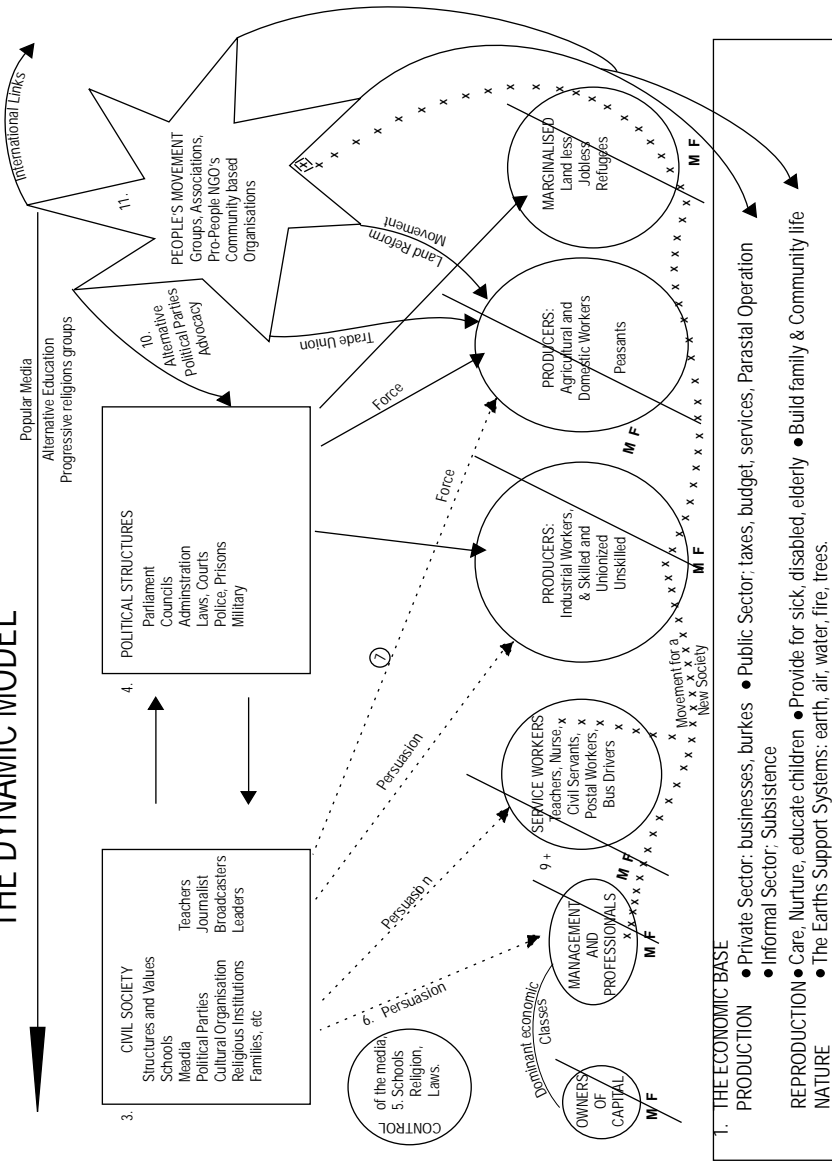 THE DYNAMIC MODEL
International Links
Popular Media
Alternative Education
Progressive religions groups
3.
CIVIL SOCIETY
Structures and Values
Schools
Meadia
Political Parties
Cultural Organisation
Religious Institutions
Families, etc
Teachers
Journalist
Broadcasters
Leaders
4.
POLITICAL STRUCTURES
Parliament
Councils
Adminstration
Laws, Courts
Police, Prisons
Military
10.
Alternative
Political Parties
Advocacy
11.
PEOPLE'S MOVEMENT
Groups, Associations,
Pro-People NGO's
Community based
Organisations
CONTROL
of the media,
5. Schools
Religion,
Laws.
6. Persuasion
Persuasio n
Persuasion
7
Force
Force
Trade Union
Land Reform
Movement
Dominant economic
Classes
OWNERS
OF
CAPITAL
M F
MANAGEMENT
AND
PROFESSIONALS
M F
9 +
SERVICE WORKERS
Teachers, Nurse,
Civil Servants,
Postal Workers,
Bus Drivers
M F
Movement for a
New Society
PRODUCERS:
Industrial Workers,
& Skilled and
Unionized
Unskilled
M F
PRODUCERS:
Agricultural and
Domestic Workers
Peasants
M F
MARGINALISED
Land less
Jobless
Refugees
M F
1. THE ECONOMIC BASE
PRODUCTION • Private Sector: businesses, burkes • Public Sector; taxes, budget, services, Parastal Operation
• Informal Sector; Subsistence
REPRODUCTION • Care, Nurture, educate children • Provide for sick, disabled, elderly • Build family & Community life
NATURE • The Earths Support Systems: earth, air, water, fire, trees.